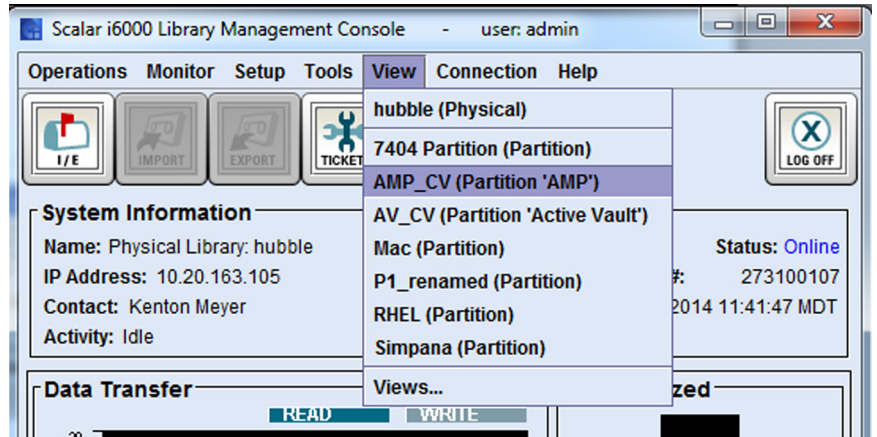 Scalar i6000 Library Management Console - user: admin
Operations Monitor Setup Tools View Connection Help
I/E
IMPORT
EXPORT
TICKET
LOG OFF
hubble (Physical)
7404 Partition (Partition)
AMP_CV (Partition 'AMP')
AV_CV (Partition 'Active Vault')
Mac (Partition)
P1_renamed (Partition)
RHEL (Partition)
Simpana (Partition)
Views...
System Information
Name: Physical Library: hubble
Status: Online
IP Address: 10.20.163.105
#: 273100107
Contact: Kenton Meyer
2014 11:41:47 MDT
Activity: Idle
Data Transfer
zed
READ WRITE